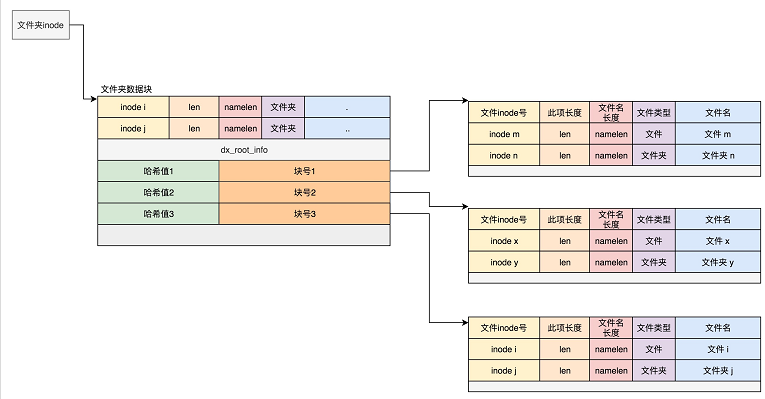 文件夹inode
文件夹数据块
inode i len namelen 文件夹 .
inode j len namelen 文件夹 ..
dx_root_info
哈希值1 块号1
哈希值2 块号2
哈希值3 块号3
文件inode号 此项长度 文件名长度 文件类型 文件名
inode m len namelen 文件 文件 m
inode n len namelen 文件夹 文件夹 n
文件inode号 此项长度 文件名长度 文件类型 文件名
inode x len namelen 文件 文件 x
inode y len namelen 文件夹 文件夹 y
文件inode号 此项长度 文件名长度 文件类型 文件名
inode i len namelen 文件 文件 i
inode j len namelen 文件夹 文件夹 j